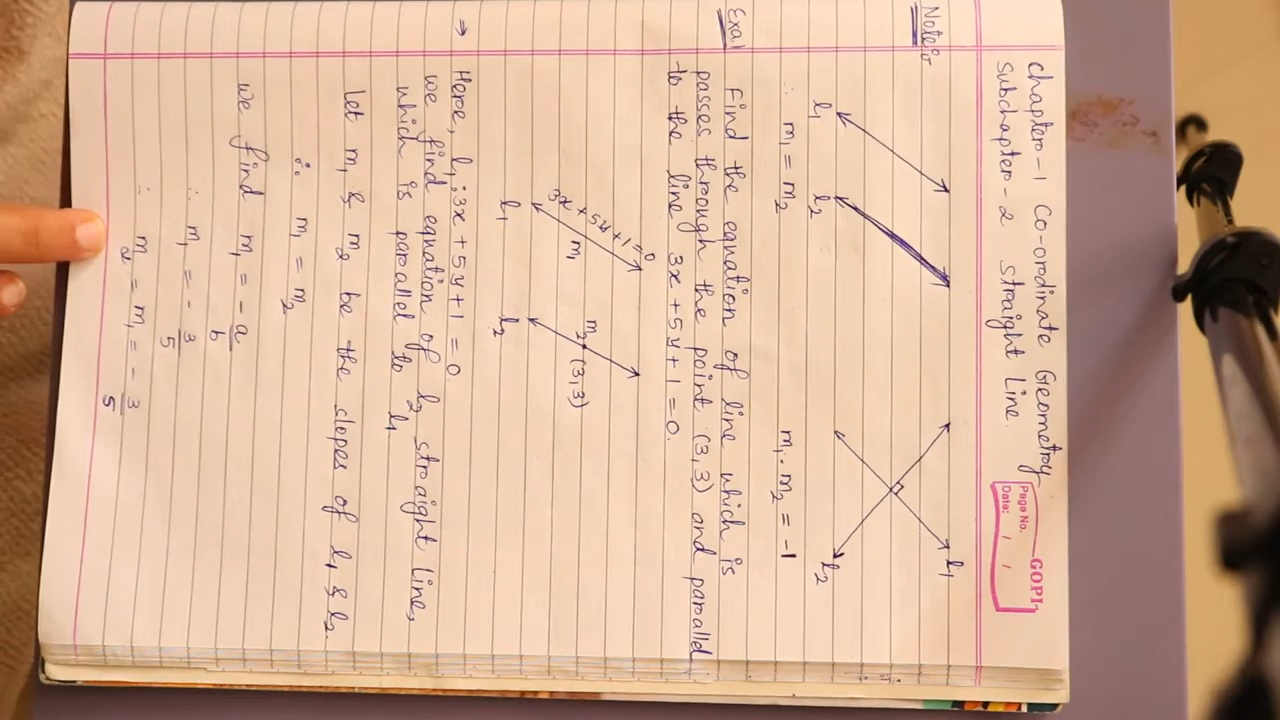 GOPI
Page No.
Date: / /
Chapter-1 Co-ordinate Geometry
Subchapter-2 Straight Line.
Note:-
l₁ l₂ l₁
l₂
∴ m₁ = m₂ m₁ · m₂ = -1
Exa.1 Find the equation of line which is
passes through the point (3,3) and parallel
to the line 3x + 5y + 1 = 0.
3x + 5y + 1 = 0
m₁ m₂ (3,3)
l₁ l₂
→ Here, l₁ : 3x + 5y + 1 = 0.
we find equation of l₂ straight line,
which is parallel to l₁
Let m₁ & m₂ be the slopes of l₁ & l₂.
∴ m₁ = m₂
we find m₁ = - a/b
∴ m₁ = - 3/5
∴ m₂ = m₁ = - 3/5